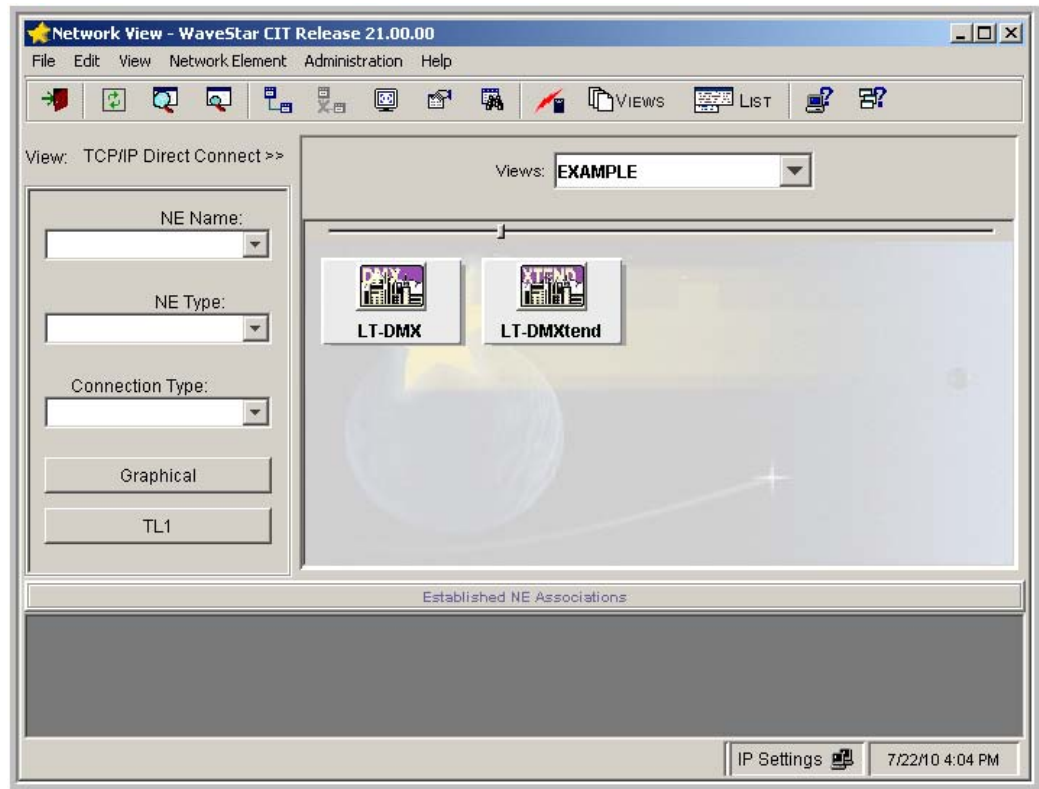 Network View - WaveStar CIT Release 21.00.00
File Edit View Network Element Administration Help
VIEWS LIST
View: TCP/IP Direct Connect >>
Views: EXAMPLE
NE Name:
NE Type:
Connection Type:
Graphical
TL1
DMX
LT-DMX
XTEND
LT-DMXtend
Established NE Associations
IP Settings
7/22/10 4:04 PM